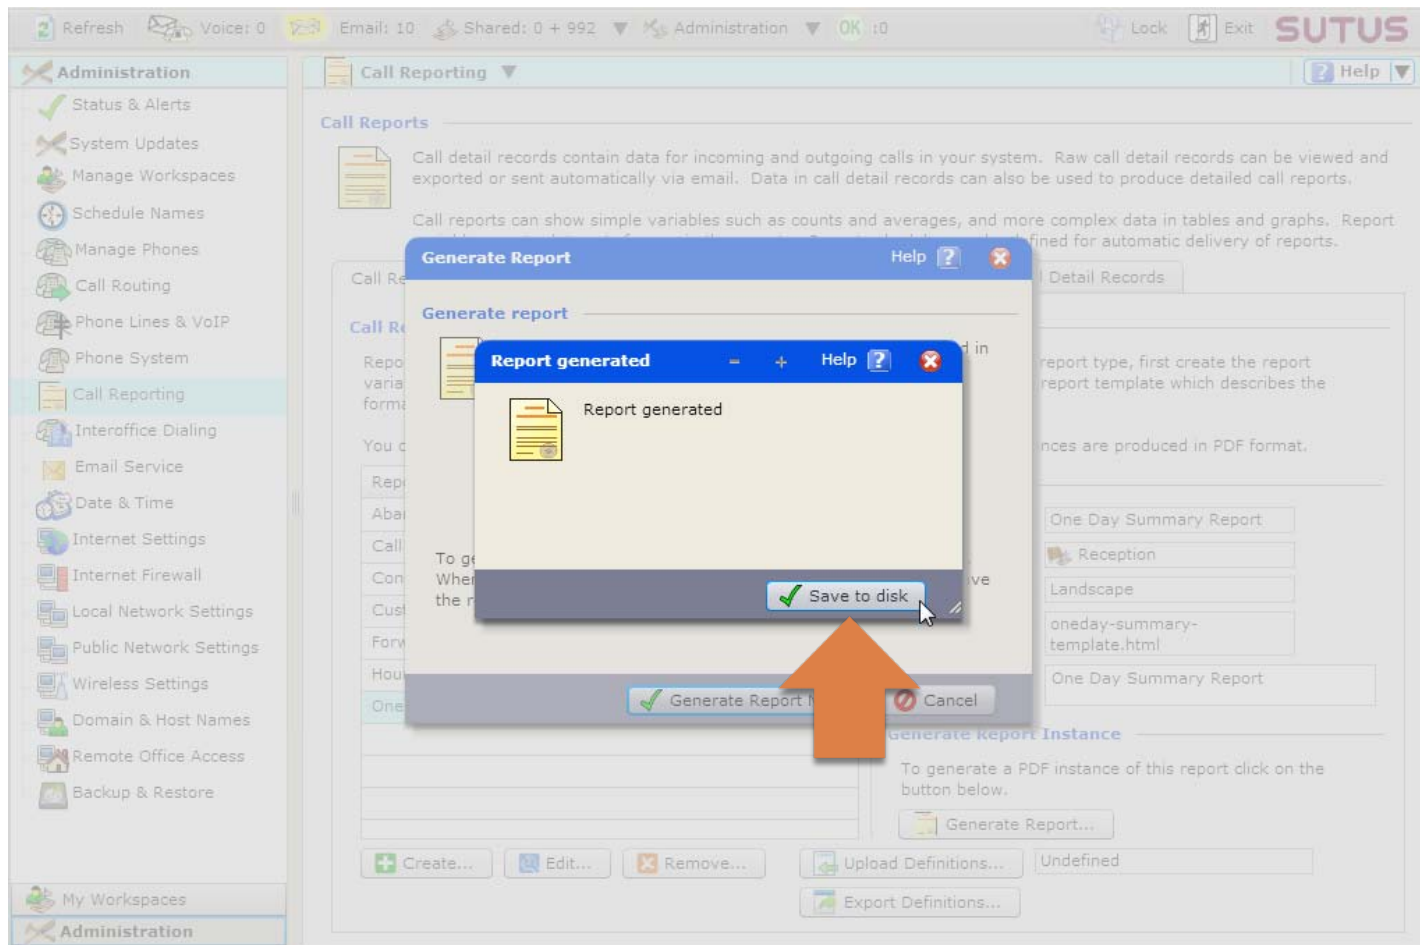 Refresh Voice: 0 Email: 10 Shared: 0 + 992 Administration OK :0 Lock Exit SUTUS
Administration
Status & Alerts
System Updates
Manage Workspaces
Schedule Names
Manage Phones
Call Routing
Phone Lines & VoIP
Phone System
Call Reporting
Interoffice Dialing
Email Service
Date & Time
Internet Settings
Internet Firewall
Local Network Settings
Public Network Settings
Wireless Settings
Domain & Host Names
Remote Office Access
Backup & Restore
My Workspaces
Administration
Call Reporting Help
Call Reports
Call detail records contain data for incoming and outgoing calls in your system. Raw call detail records can be viewed and
exported or sent automatically via email. Data in call detail records can also be used to produce detailed call reports.
Call reports can show simple variables such as counts and averages, and more complex data in tables and graphs. Report
for automatic delivery of reports.
Call Detail Records
Call
report type, first create the report
report template which describes the
You
are produced in PDF format.
Call
One Day Summary Report
Reception
Landscape
oneday-summary-
template.html
One Day Summary Report
One
Generate Report Help
Generate report
in
To
the
Report generated - + Help
Report generated
Save to disk
Generate Report Cancel
Generate Report Instance
To generate a PDF instance of this report click on the
button below.
Generate Report...
Create... Edit... Remove... Upload Definitions... Undefined
Export Definitions...